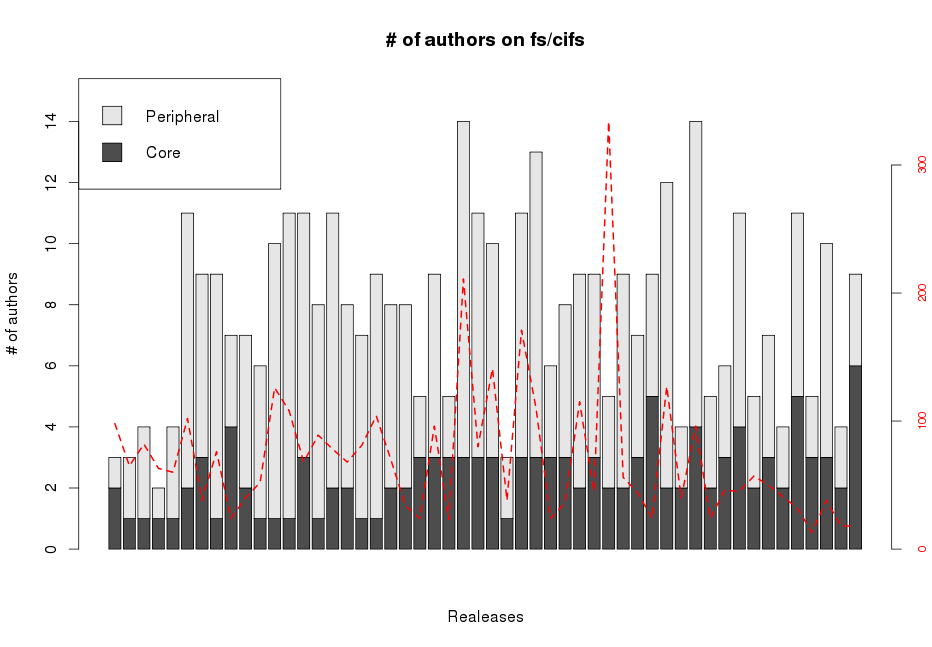 # of authors on fs/cifs
Peripheral
Core
# of authors
0
2
4
6
8
10
12
14
0
100
200
300
Realeases